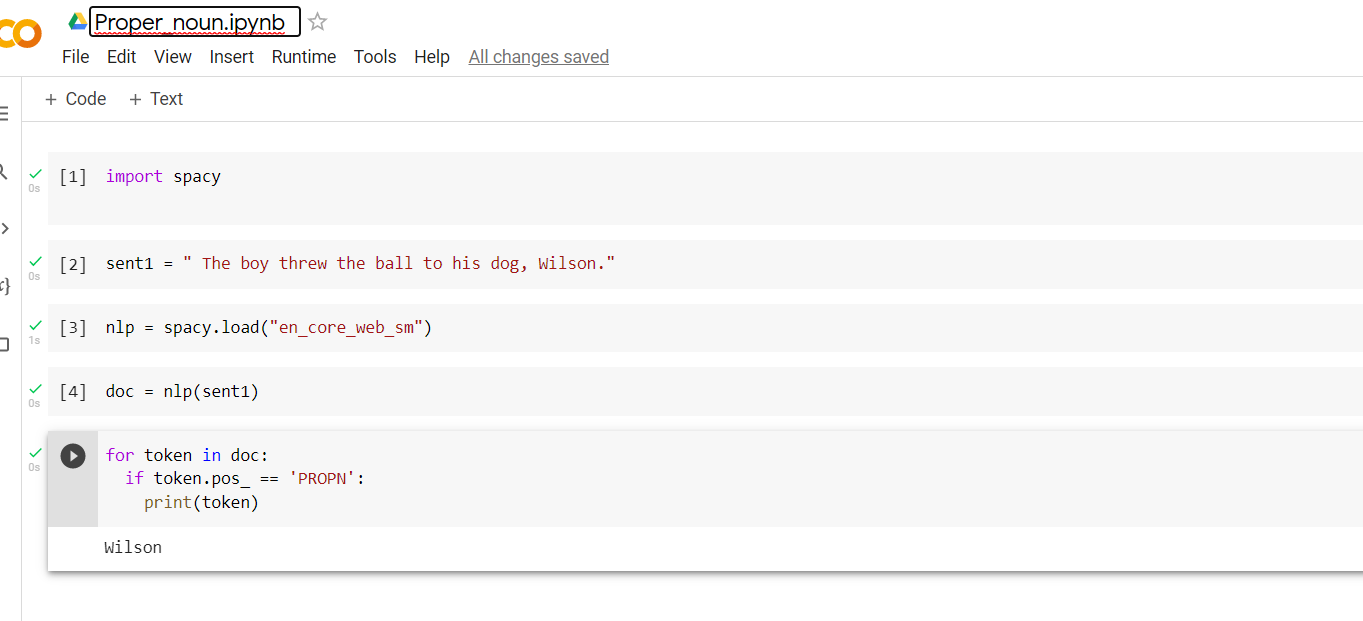 Proper_noun.ipynb
File Edit View Insert Runtime Tools Help All changes saved
+ Code + Text
0s [1] import spacy
0s [2] sent1 = " The boy threw the ball to his dog, Wilson."
1s [3] nlp = spacy.load("en_core_web_sm")
0s [4] doc = nlp(sent1)
0s for token in doc:
if token.pos_ == 'PROPN':
print(token)
Wilson